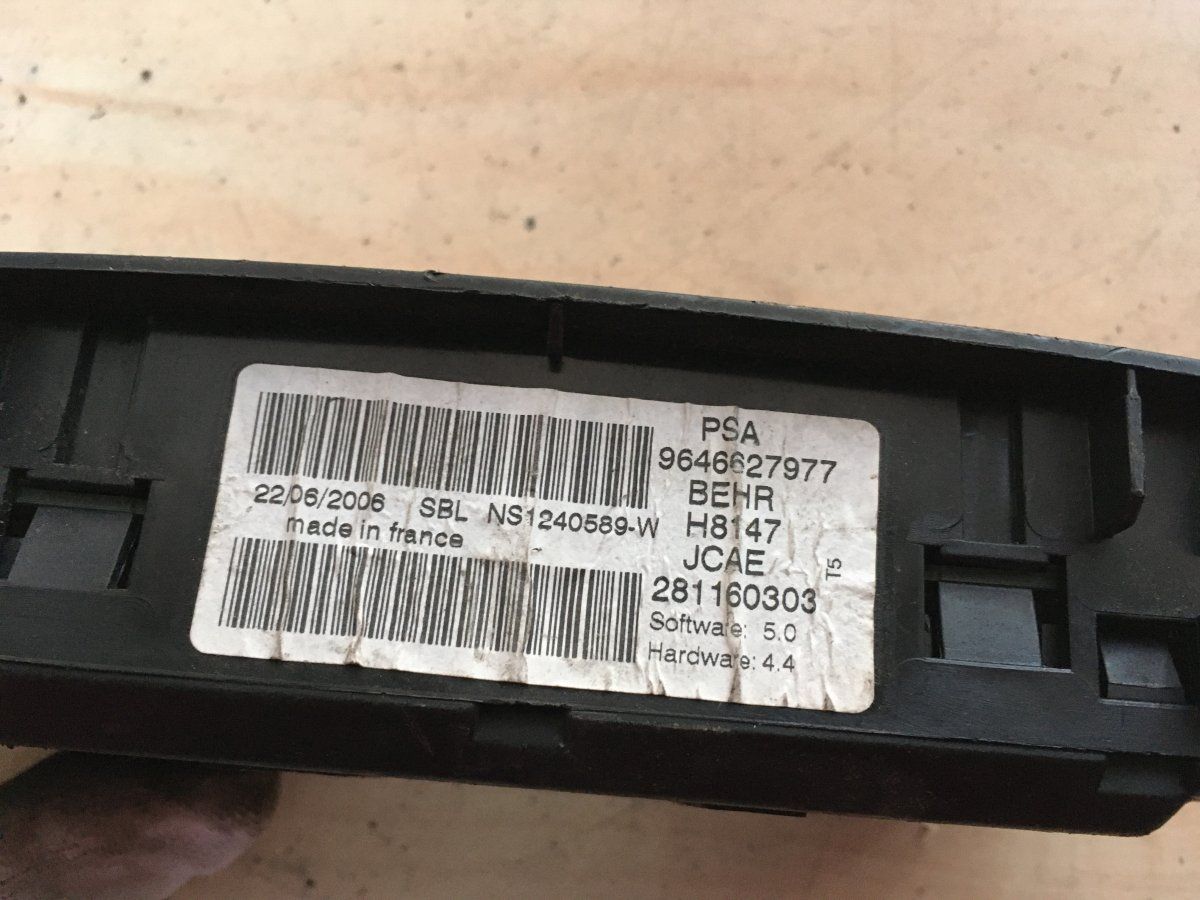 PSA
9646627977
BEHR
22/06/2006 SBL NS1240589-W
H8147
made in france
JCAE
T5
281160303
Software: 5.0
Hardware: 4.4